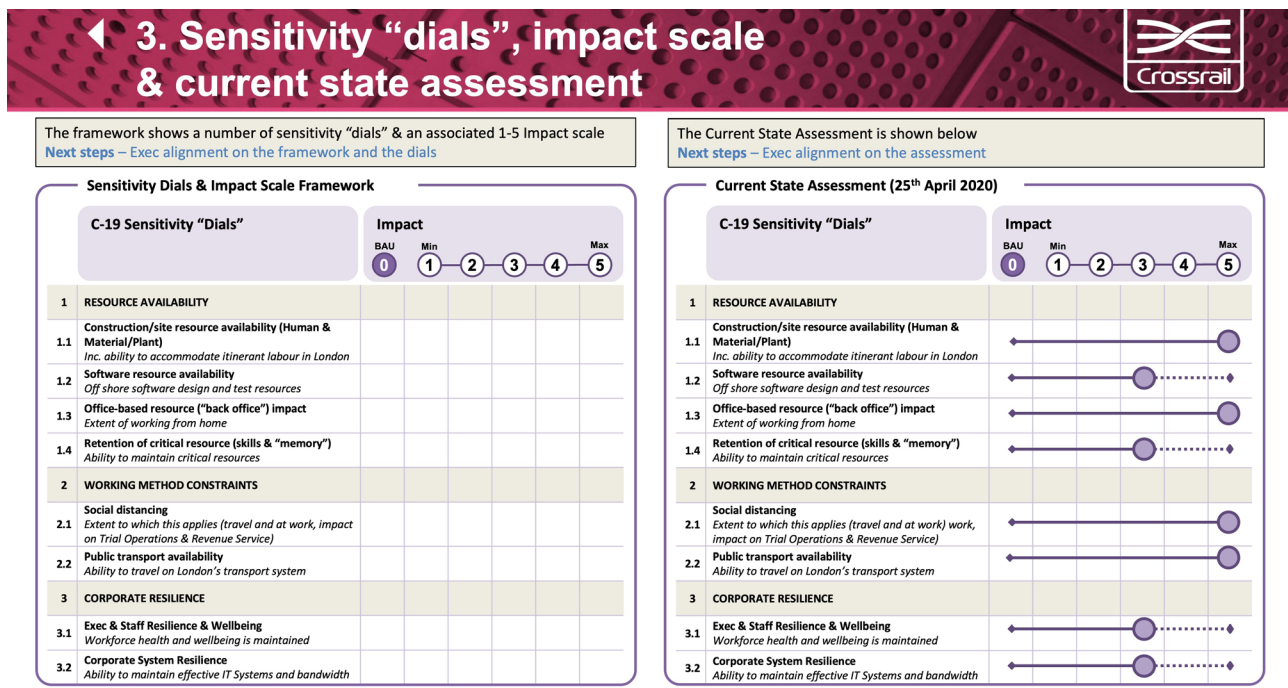 3. Sensitivity “dials”, impact scale
& current state assessment
Crossrail
The framework shows a number of sensitivity “dials” & an associated 1-5 Impact scale
Next steps – Exec alignment on the framework and the dials
Sensitivity Dials & Impact Scale Framework
C-19 Sensitivity “Dials”
Impact
BAU Min Max
0 1 2 3 4 5
1 RESOURCE AVAILABILITY
Construction/site resource availability (Human &
1.1 Material/Plant)
Inc. ability to accommodate itinerant labour in London
1.2 Software resource availability
Off shore software design and test resources
1.3 Office-based resource (“back office”) impact
Extent of working from home
1.4 Retention of critical resource (skills & “memory”)
Ability to maintain critical resources
2 WORKING METHOD CONSTRAINTS
Social distancing
2.1 Extent to which this applies (travel and at work, impact
on Trial Operations & Revenue Service)
2.2 Public transport availability
Ability to travel on London’s transport system
3 CORPORATE RESILIENCE
3.1 Exec & Staff Resilience & Wellbeing
Workforce health and wellbeing is maintained
3.2 Corporate System Resilience
Ability to maintain effective IT Systems and bandwidth
The Current State Assessment is shown below
Next steps – Exec alignment on the assessment
Current State Assessment (25th April 2020)
C-19 Sensitivity “Dials”
Impact
BAU Min Max
0 1 2 3 4 5
1 RESOURCE AVAILABILITY
Construction/site resource availability (Human &
1.1 Material/Plant)
Inc. ability to accommodate itinerant labour in London
1.2 Software resource availability
Off shore software design and test resources
1.3 Office-based resource (“back office”) impact
Extent of working from home
1.4 Retention of critical resource (skills & “memory”)
Ability to maintain critical resources
2 WORKING METHOD CONSTRAINTS
Social distancing
2.1 Extent to which this applies (travel and at work) work,
impact on Trial Operations & Revenue Service)
2.2 Public transport availability
Ability to travel on London’s transport system
3 CORPORATE RESILIENCE
3.1 Exec & Staff Resilience & Wellbeing
Workforce health and wellbeing is maintained
3.2 Corporate System Resilience
Ability to maintain effective IT Systems and bandwidth